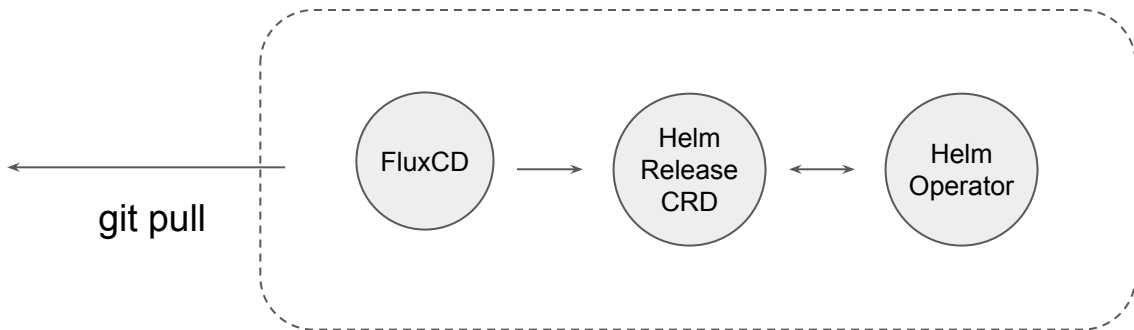 FluxCD
Helm
Release
CRD
Helm
Operator
git pull